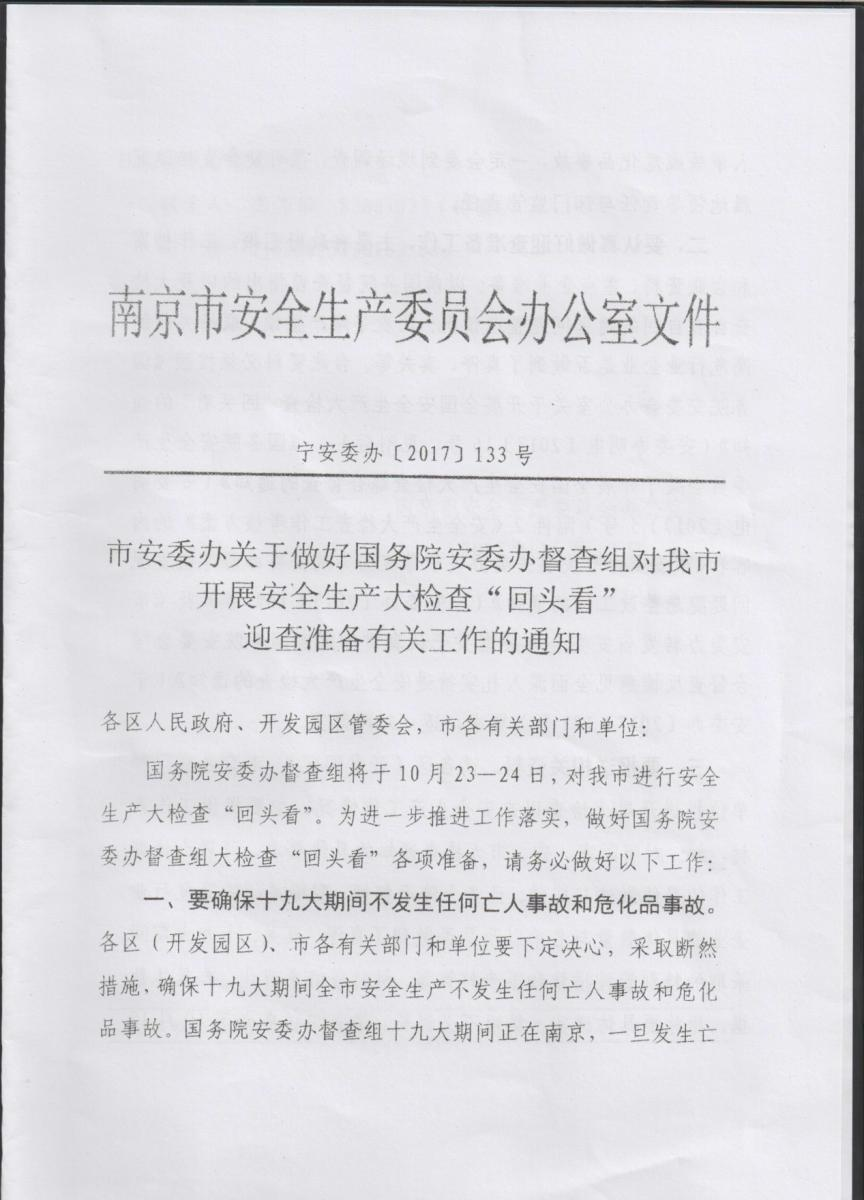 南京市安全生产委员会办公室文件
宁安委办〔2017〕133号
市安委办关于做好国务院安委办督查组对我市
开展安全生产大检查“回头看”
迎查准备有关工作的通知
各区人民政府、开发园区管委会，市各有关部门和单位：
国务院安委办督查组将于10月23—24日，对我市进行安全
生产大检查“回头看”。为进一步推进工作落实，做好国务院安
委办督查组大检查“回头看”各项准备，请务必做好以下工作：
一、要确保十九大期间不发生任何亡人事故和危化品事故。
各区（开发园区）、市各有关部门和单位要下定决心，采取断然
措施，确保十九大期间全市安全生产不发生任何亡人事故和危化
品事故。国务院安委办督查组十九大期间正在南京，一旦发生亡